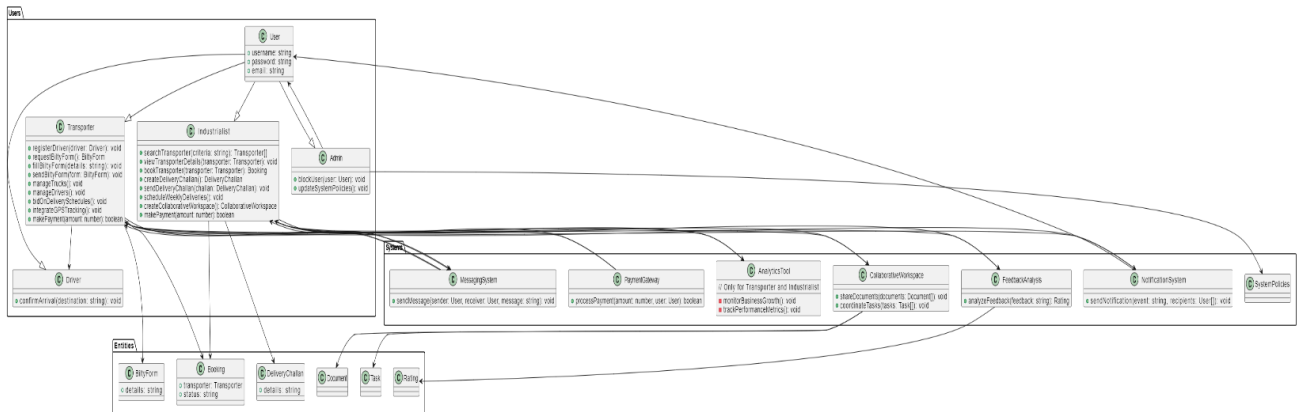 Users
C User
username: string
password: string
email: string
C Transporter
registerDriver(driver: Driver): void
requestBiltyForm(): BiltyForm
fillBiltyForm(details: string): void
sendBiltyForm(form: BiltyForm): void
manageTrucks(): void
manageDrivers(): void
bidOnDeliverySchedules(): void
integrateGPSTracking(): void
makePayment(amount: number): boolean
C Industrialist
searchTransporter(criteria: string): Transporter[]
viewTransporterDetails(transporter: Transporter): void
bookTransporter(transporter: Transporter): Booking
createDeliveryChallan(): DeliveryChallan
sendDeliveryChallan(challan: DeliveryChallan): void
scheduleWeeklyDeliveries(): void
createCollaborativeWorkspace(): CollaborativeWorkspace
makePayment(amount: number): boolean
C Admin
blockUser(user: User): void
updateSystemPolicies(): void
C Driver
confirmArrival(destination: string): void
Systems
C MessagingSystem
sendMessage(sender: User, receiver: User, message: string): void
C PaymentGateway
processPayment(amount: number, user: User): boolean
C AnalyticsTool
// Only for Transporter and Industrialist
monitorBusinessGrowth(): void
trackPerformanceMetrics(): void
C CollaborativeWorkspace
shareDocuments(documents: Document[]): void
coordinateTasks(tasks: Task[]): void
C FeedbackAnalysis
analyzeFeedback(feedback: string): Rating
C NotificationSystem
sendNotification(event: string, recipients: User[]): void
C SystemPolicies
Entities
C BiltyForm
details: string
C Booking
transporter: Transporter
status: string
C DeliveryChallan
details: string
C Document
C Task
C Rating